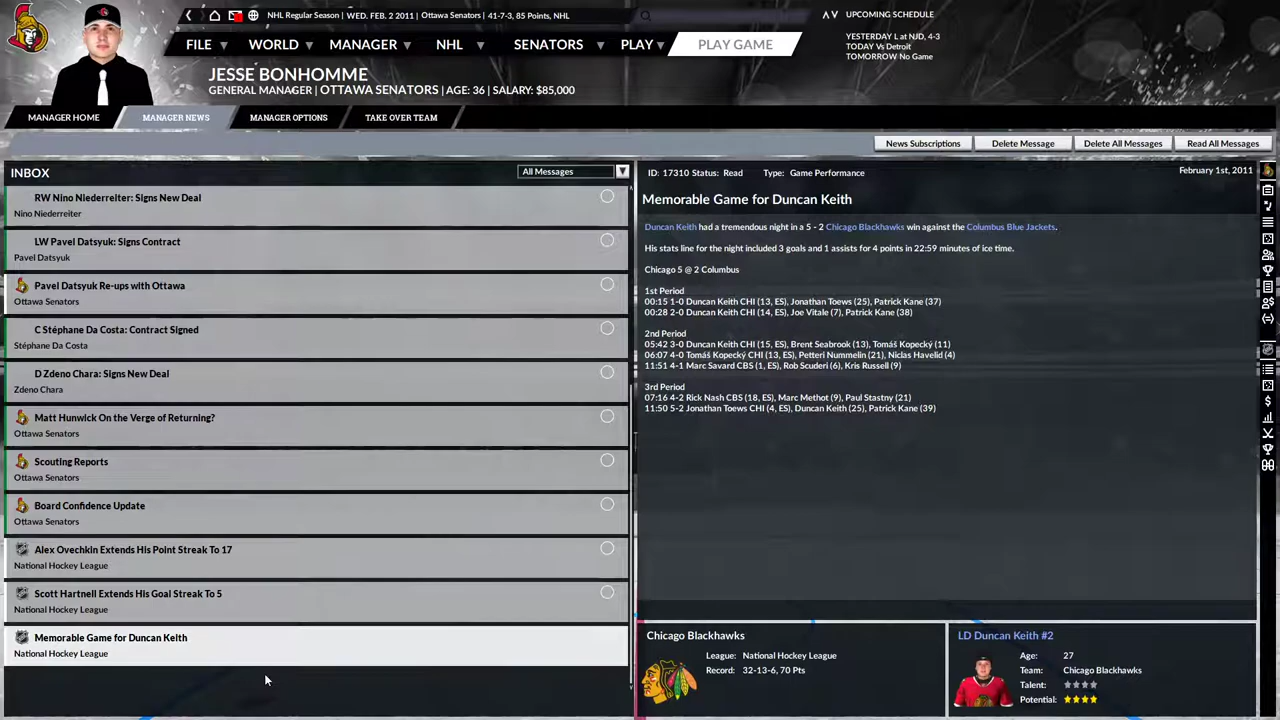 NHL Regular Season | WED. FEB. 2 2011 | Ottawa Senators | 41-7-3, 85 Points, NHL
UPCOMING SCHEDULE
YESTERDAY L at NJD, 4-3
TODAY Vs Detroit
TOMORROW No Game
FILE
WORLD
MANAGER
NHL
SENATORS
PLAY
PLAY GAME
JESSE BONHOMME
GENERAL MANAGER | OTTAWA SENATORS | AGE: 36 | SALARY: $85,000
MANAGER HOME
MANAGER NEWS
MANAGER OPTIONS
TAKE OVER TEAM
News Subscriptions
Delete Message
Delete All Messages
Read All Messages
INBOX
All Messages
RW Nino Niederreiter: Signs New Deal
Nino Niederreiter
LW Pavel Datsyuk: Signs Contract
Pavel Datsyuk
Pavel Datsyuk Re-ups with Ottawa
Ottawa Senators
C Stéphane Da Costa: Contract Signed
Stéphane Da Costa
D Zdeno Chara: Signs New Deal
Zdeno Chara
Matt Hunwick On the Verge of Returning?
Ottawa Senators
Scouting Reports
Ottawa Senators
Board Confidence Update
Ottawa Senators
Alex Ovechkin Extends His Point Streak To 17
National Hockey League
Scott Hartnell Extends His Goal Streak To 5
National Hockey League
Memorable Game for Duncan Keith
National Hockey League
ID: 17310 Status: Read Type: Game Performance
February 1st, 2011
Memorable Game for Duncan Keith
Duncan Keith had a tremendous night in a 5 - 2 Chicago Blackhawks win against the Columbus Blue Jackets.
His stats line for the night included 3 goals and 1 assists for 4 points in 22:59 minutes of ice time.
Chicago 5 @ 2 Columbus
1st Period
00:15 1-0 Duncan Keith CHI (13, ES), Jonathan Toews (25), Patrick Kane (37)
00:28 2-0 Duncan Keith CHI (14, ES), Joe Vitale (7), Patrick Kane (38)
2nd Period
05:42 3-0 Duncan Keith CHI (15, ES), Brent Seabrook (13), Tomáš Kopecký (11)
06:07 4-0 Tomáš Kopecký CHI (13, ES), Petteri Nummelin (21), Niclas Havelid (4)
11:51 4-1 Marc Savard CBS (1, ES), Rob Scuderi (6), Kris Russell (9)
3rd Period
07:16 4-2 Rick Nash CBS (18, ES), Marc Methot (9), Paul Stastny (21)
11:50 5-2 Jonathan Toews CHI (4, ES), Duncan Keith (25), Patrick Kane (39)
Chicago Blackhawks
League: National Hockey League
Record: 32-13-6, 70 Pts
LD Duncan Keith #2
Age: 27
Team: Chicago Blackhawks
Talent:
Potential: